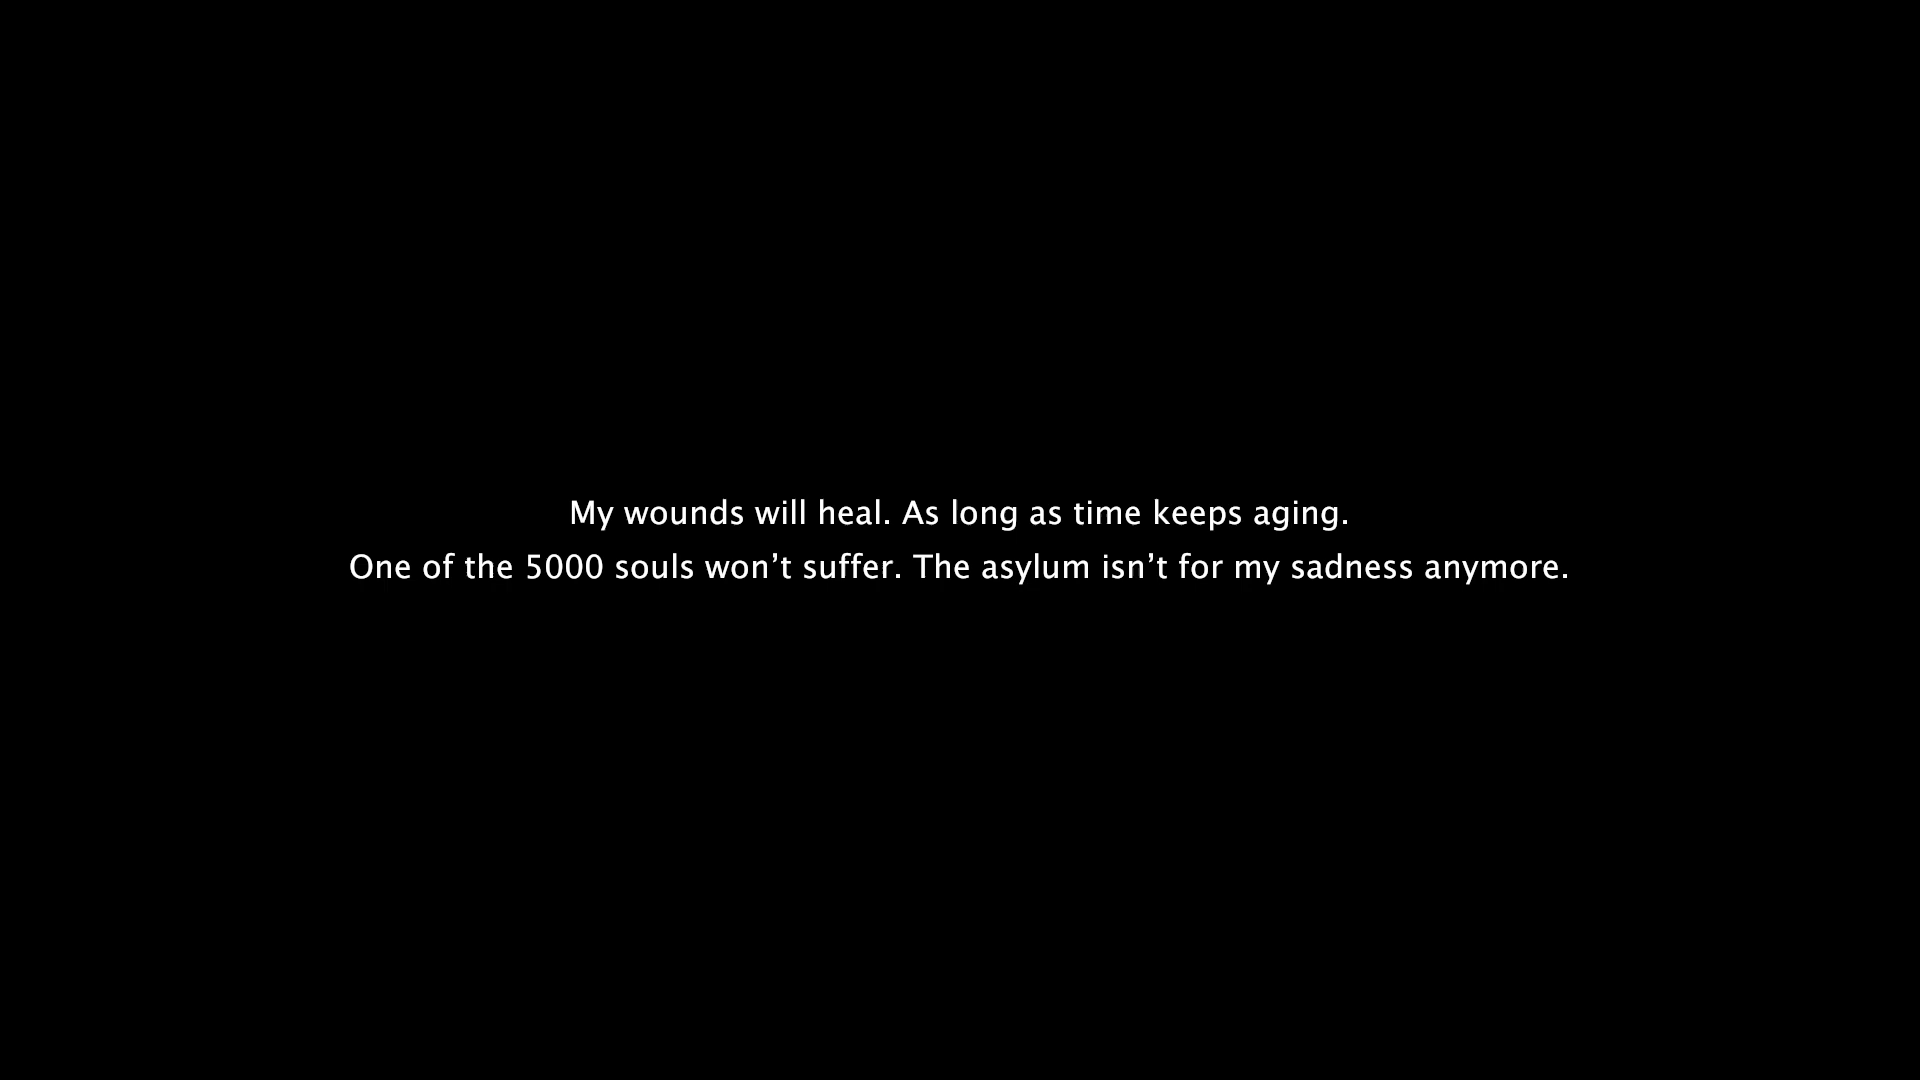 My wounds will heal. As long as time keeps aging.
One of the 5000 souls won’t suffer. The asylum isn’t for my sadness anymore.